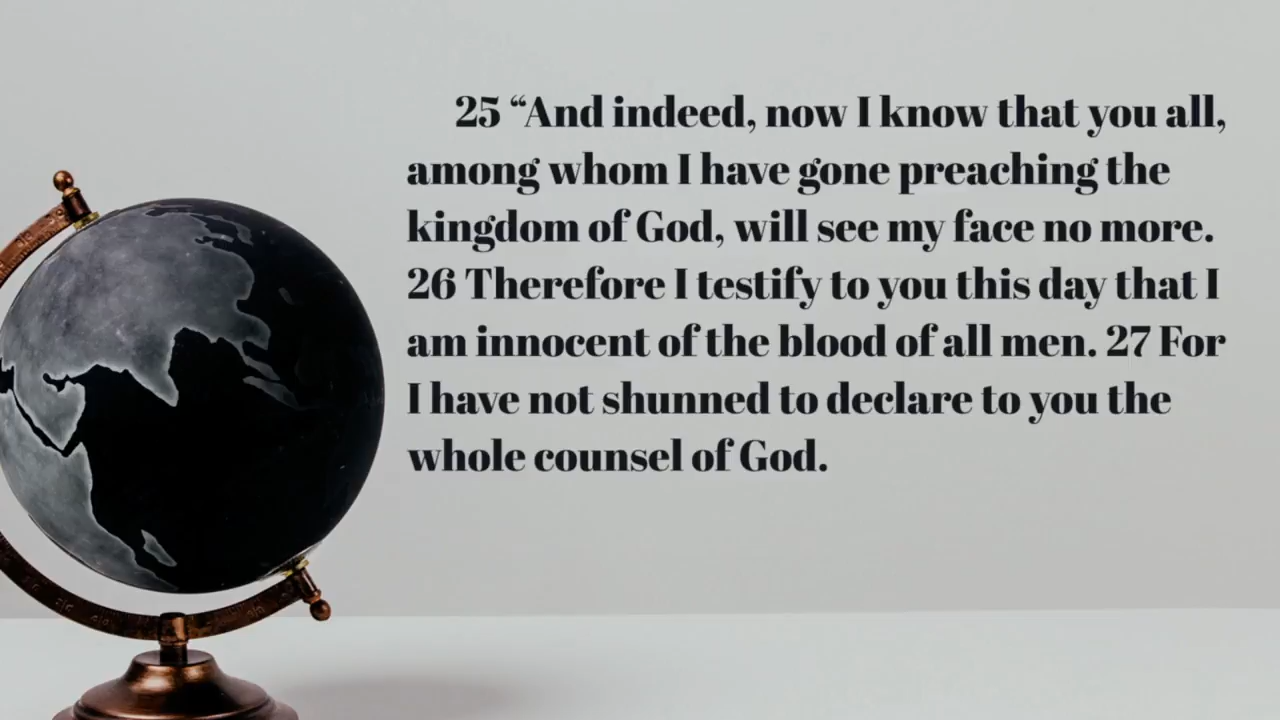 25 “And indeed, now I know that you all,
among whom I have gone preaching the
kingdom of God, will see my face no more.
26 Therefore I testify to you this day that I
am innocent of the blood of all men. 27 For
I have not shunned to declare to you the
whole counsel of God.